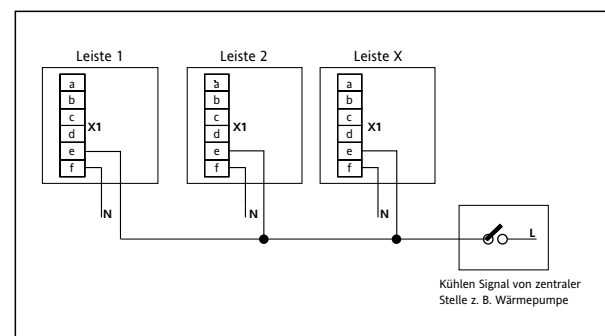 Leiste 1
Leiste 2
Leiste X
a
b
c
d
e
f
X1
N
a
b
c
d
e
f
X1
N
a
b
c
d
e
f
X1
N
L
Kühlen Signal von zentraler
Stelle z. B. Wärmepumpe